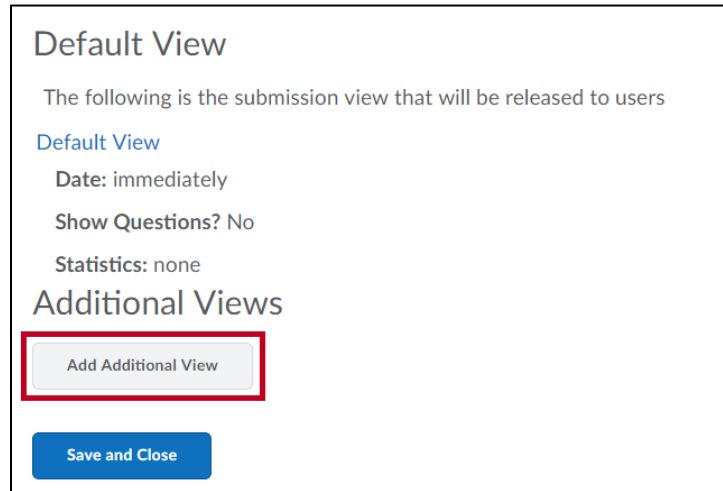 Default View
The following is the submission view that will be released to users
Default View
Date: immediately
Show Questions? No
Statistics: none
Additional Views
Add Additional View
Save and Close